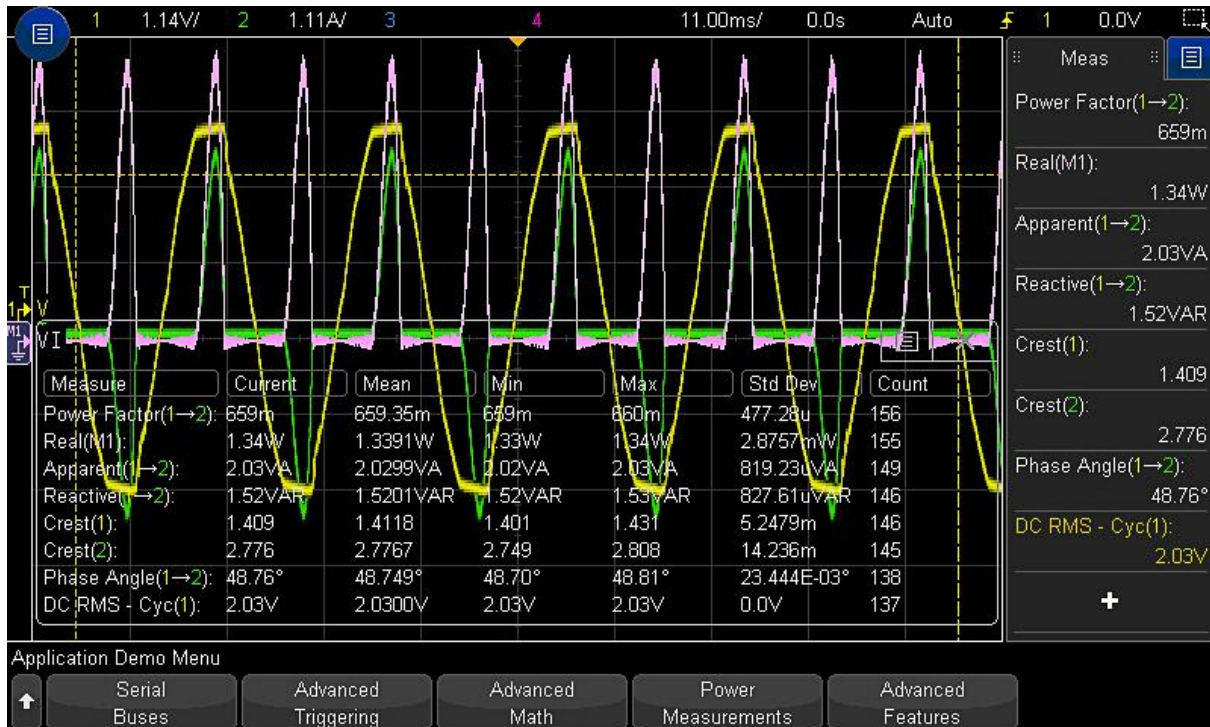 1 1.14V/ 2 1.11A/ 3 4 11.00ms/ 0.0s Auto 1 0.0V
Meas
Power Factor(1→2):
659m
Real(M1):
1.34W
Apparent(1→2):
2.03VA
Reactive(1→2):
1.52VAR
Crest(1):
1.409
Crest(2):
2.776
Phase Angle(1→2):
48.76°
DC RMS - Cyc(1):
2.03V
+
T
1 V
M1 VI
Measure Current Mean Min Max Std Dev Count
Power Factor(1→2): 659m 659.35m 659m 660m 477.28u 156
Real(M1): 1.34W 1.3391W 1.33W 1.34W 2.8757mW 155
Apparent(1→2): 2.03VA 2.0299VA 2.02VA 2.03VA 819.23uVA 149
Reactive(1→2): 1.52VAR 1.5201VAR 1.52VAR 1.53VAR 827.61uVAR 146
Crest(1): 1.409 1.4118 1.401 1.431 5.2479m 146
Crest(2): 2.776 2.7767 2.749 2.808 14.236m 145
Phase Angle(1→2): 48.76° 48.749° 48.70° 48.81° 23.444E-03° 138
DC RMS - Cyc(1): 2.03V 2.0300V 2.03V 2.03V 0.0V 137
Application Demo Menu
Serial Buses
Advanced Triggering
Advanced Math
Power Measurements
Advanced Features